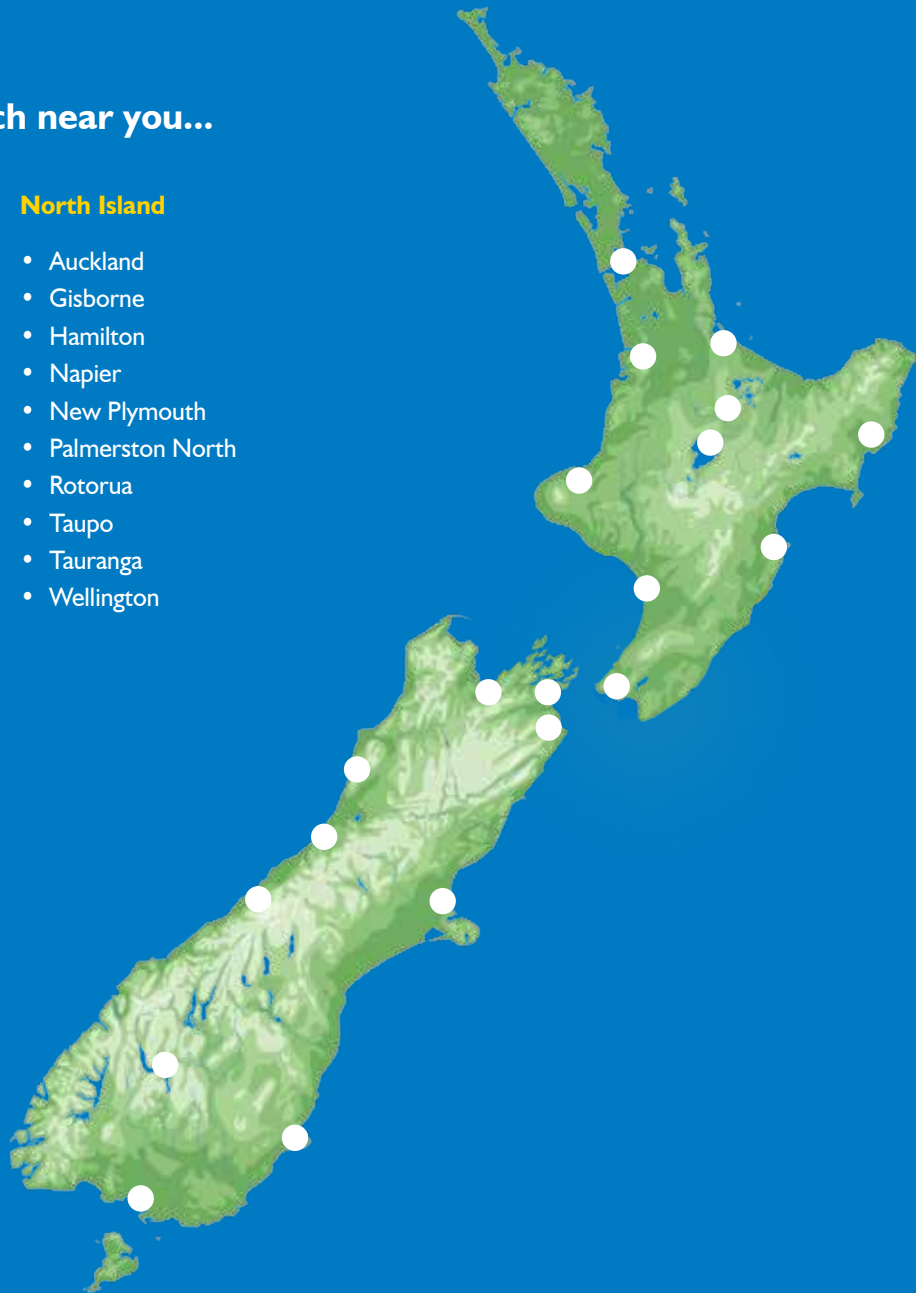 ch near you...
North Island
• Auckland
• Gisborne
• Hamilton
• Napier
• New Plymouth
• Palmerston North
• Rotorua
• Taupo
• Tauranga
• Wellington